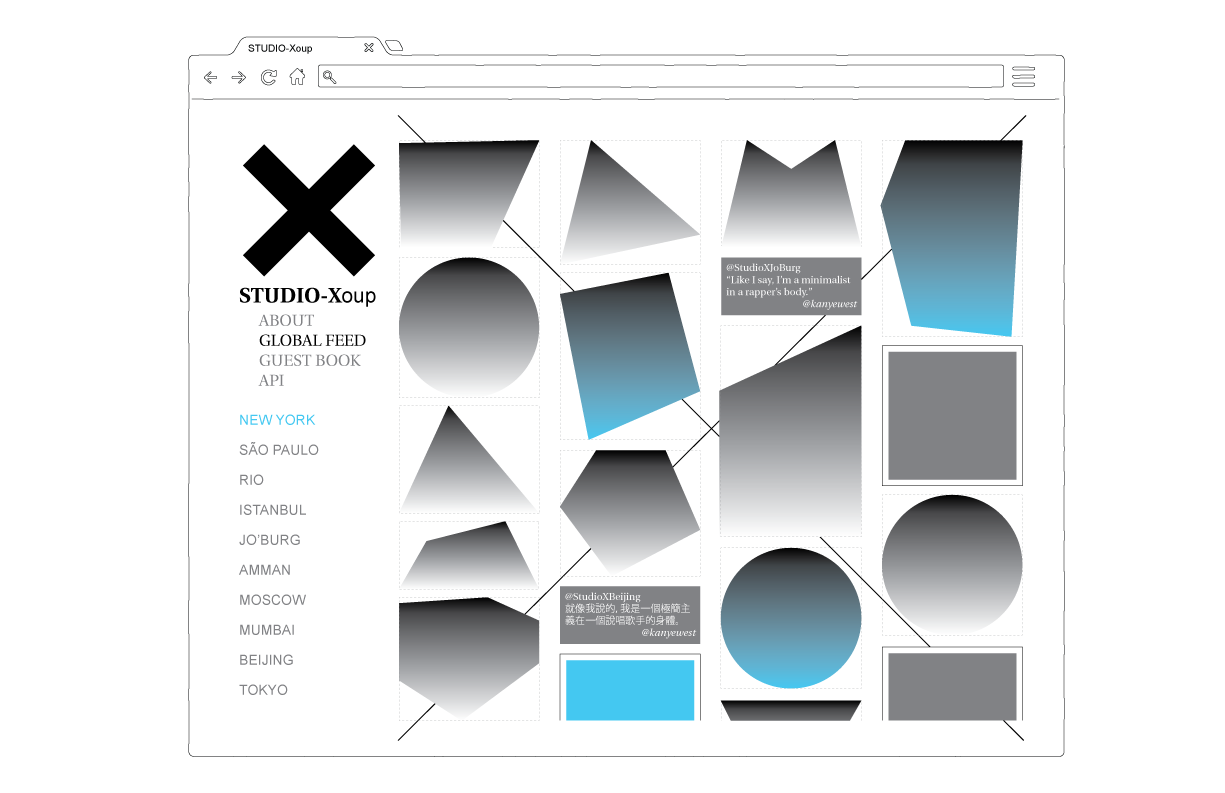 STUDIO-Xoup
STUDIO-Xoup
ABOUT
GLOBAL FEED
GUEST BOOK
API
NEW YORK
SÃO PAULO
RIO
ISTANBUL
JO’BURG
AMMAN
MOSCOW
MUMBAI
BEIJING
TOKYO
@StudioXBeijing
就像我說的, 我是一個極簡主
義在一個說唱歌手的身體。
@kanyewest
@StudioXJoBurg
“Like I say, I’m a minimalist
in a rapper’s body.”
@kanyewest